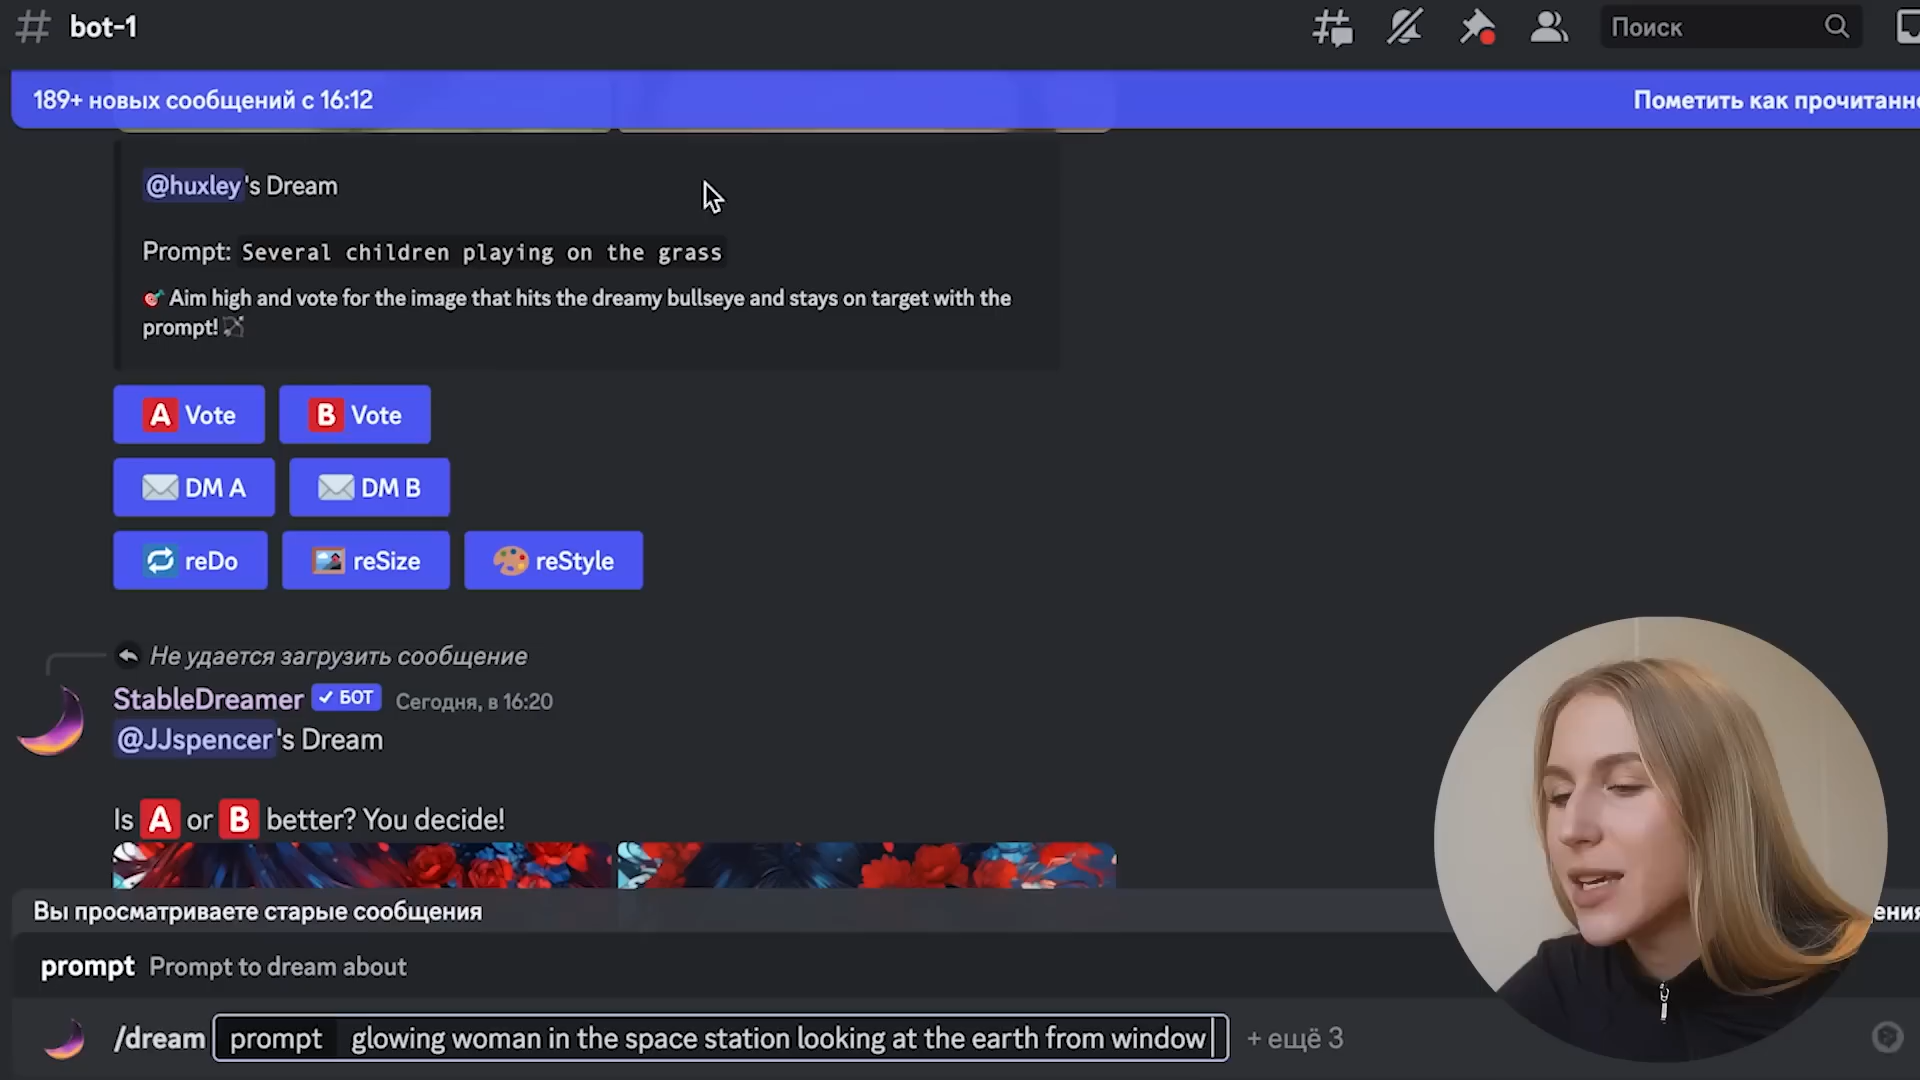 bot-1
Поиск
189+ новых сообщений с 16:12
Пометить как прочитанно
@huxley's Dream
Prompt: Several children playing on the grass
Aim high and vote for the image that hits the dreamy bullseye and stays on target with the
prompt!
A Vote
B Vote
DM A
DM B
reDo
reSize
reStyle
Не удается загрузить сообщение
StableDreamer ✓ БОТ Сегодня, в 16:20
@JJspencer's Dream
Is A or B better? You decide!
Вы просматриваете старые сообщения
ения
prompt Prompt to dream about
/dream prompt glowing woman in the space station looking at the earth from window + ещё 3